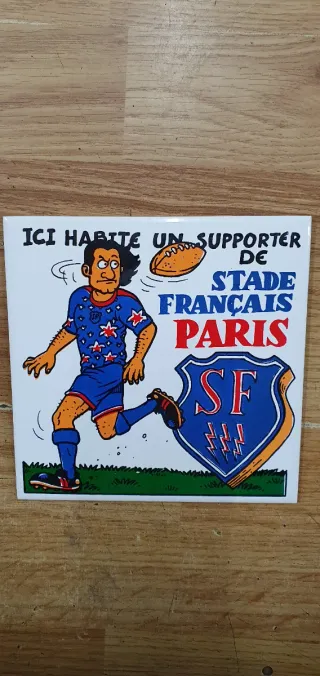 ICI HABITE UN SUPPORTER
DE
STADE
FRANÇAIS
PARIS
SF